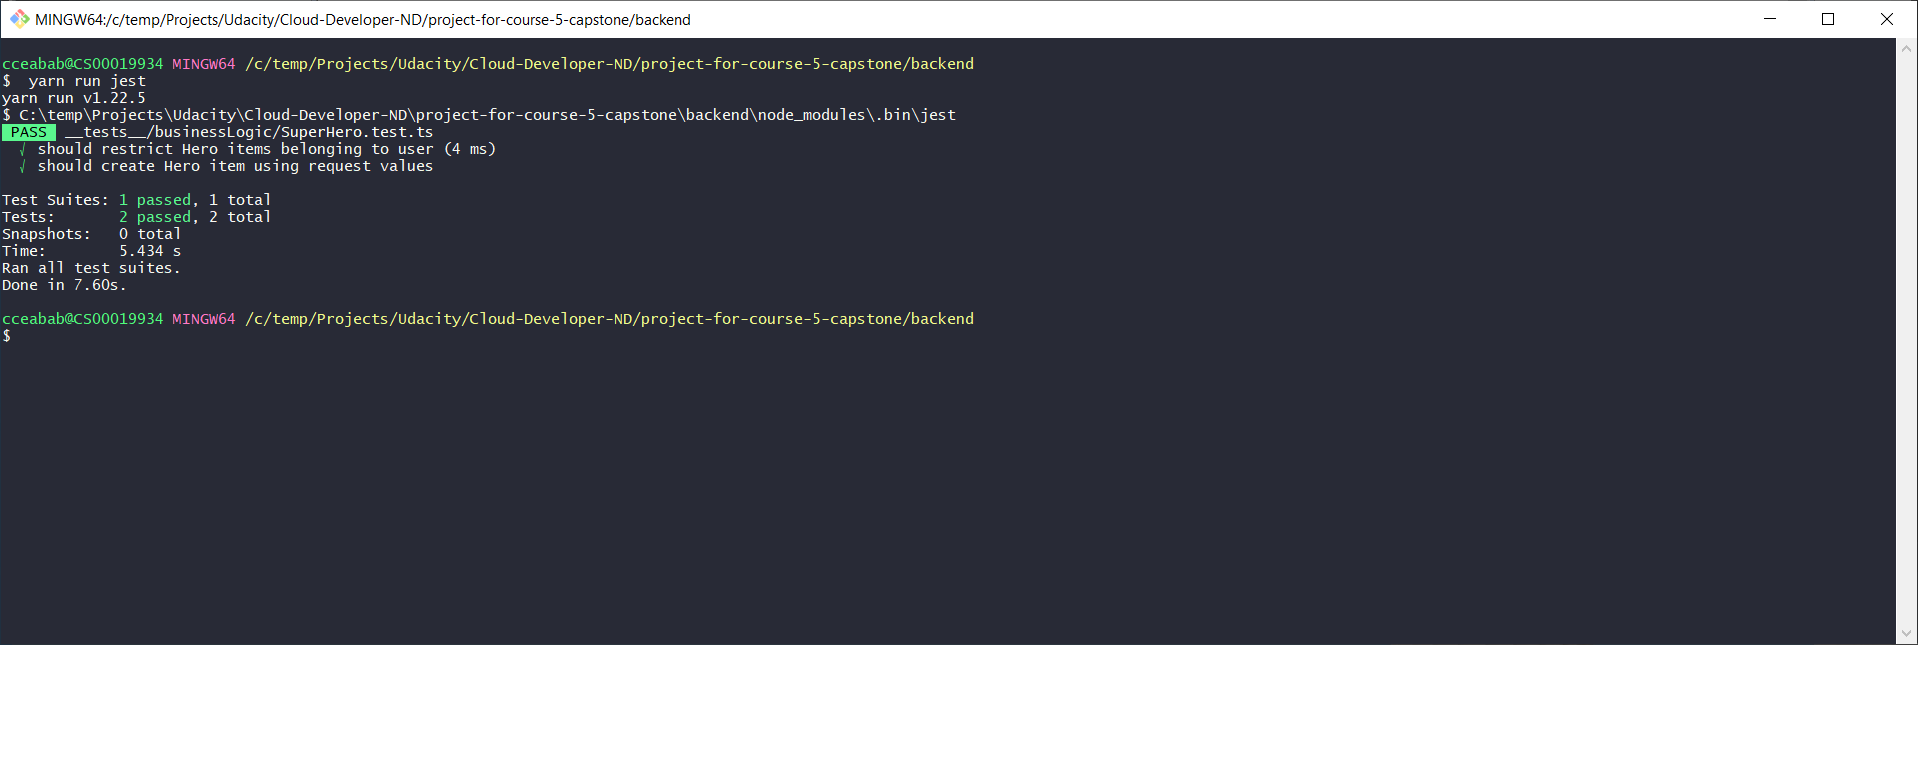 MINGW64:/c/temp/Projects/Udacity/Cloud-Developer-ND/project-for-course-5-capstone/backend
cceabab@CS00019934 MINGW64 /c/temp/Projects/Udacity/Cloud-Developer-ND/project-for-course-5-capstone/backend
$  yarn run jest
yarn run v1.22.5
$ C:\temp\Projects\Udacity\Cloud-Developer-ND\project-for-course-5-capstone\backend\node_modules\.bin\jest
PASS __tests__/businessLogic/SuperHero.test.ts
√ should restrict Hero items belonging to user (4 ms)
√ should create Hero item using request values
Test Suites: 1 passed, 1 total
Tests:       2 passed, 2 total
Snapshots:   0 total
Time:        5.434 s
Ran all test suites.
Done in 7.60s.
cceabab@CS00019934 MINGW64 /c/temp/Projects/Udacity/Cloud-Developer-ND/project-for-course-5-capstone/backend
$